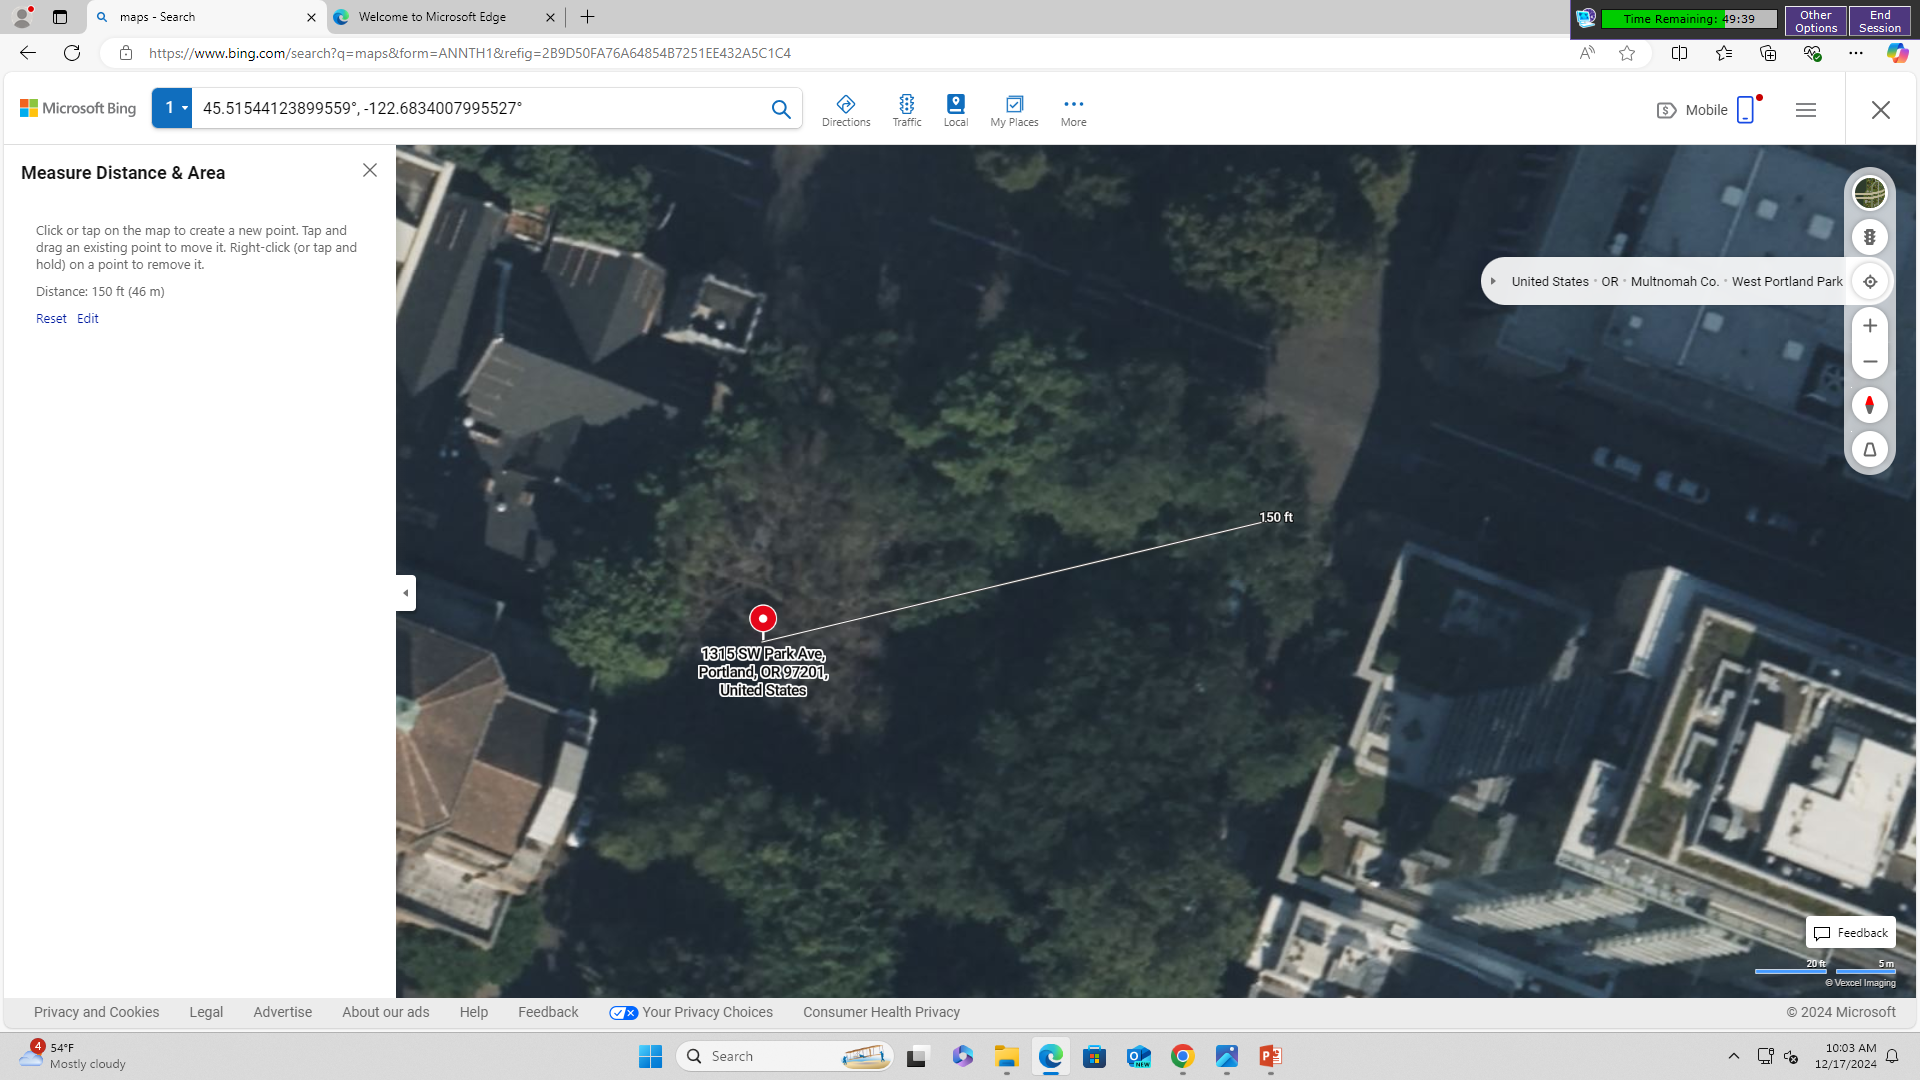 maps - Search
Welcome to Microsoft Edge
Time Remaining: 49:39
Other Options
End Session
https://www.bing.com/search?q=maps&form=ANNTH1&refig=2B9D50FA76A64854B7251EE432A5C1C4
Microsoft Bing
1
45.51544123899559°, -122.6834007995527°
Directions
Traffic
Local
My Places
More
Mobile
Measure Distance & Area
Click or tap on the map to create a new point. Tap and
drag an existing point to move it. Right-click (or tap and
hold) on a point to remove it.
Distance: 150 ft (46 m)
Reset Edit
United States · OR · Multnomah Co. · West Portland Park
150 ft
1315 SW Park Ave,
Portland, OR 97201,
United States
Feedback
20 ft 5 m
© Vexcel Imaging
Privacy and Cookies
Legal
Advertise
About our ads
Help
Feedback
Your Privacy Choices
Consumer Health Privacy
© 2024 Microsoft
4
54°F
Mostly cloudy
Search
NEW
10:03 AM
12/17/2024